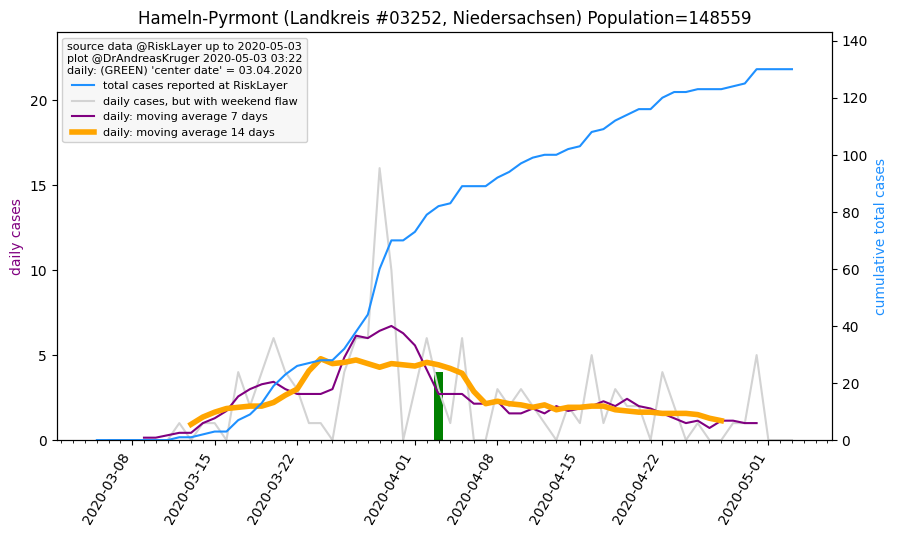 Hameln-Pyrmont (Landkreis #03252, Niedersachsen) Population=148559
source data @RiskLayer up to 2020-05-03
plot @DrAndreasKruger 2020-05-03 03:22
daily: (GREEN) 'center date' = 03.04.2020
total cases reported at RiskLayer
daily cases, but with weekend flaw
daily: moving average 7 days
daily: moving average 14 days
daily cases
20
15
10
5
0
140
120
100
80
60
40
20
0
cumulative total cases
2020-03-08
2020-03-15
2020-03-22
2020-04-01
2020-04-08
2020-04-15
2020-04-22
2020-05-01